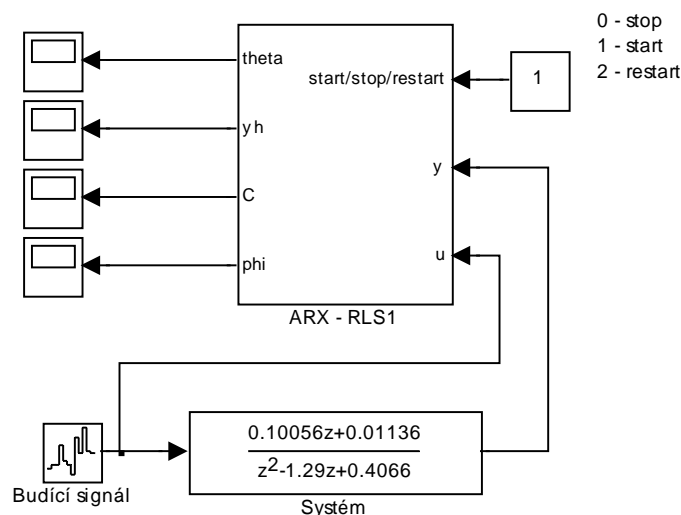 0 - stop
1 - start
2 - restart
theta
start/stop/restart
1
yh
y
C
u
phi
ARX - RLS1
0.10056z+0.01136
z2-1.29z+0.4066
Budící signál
Systém